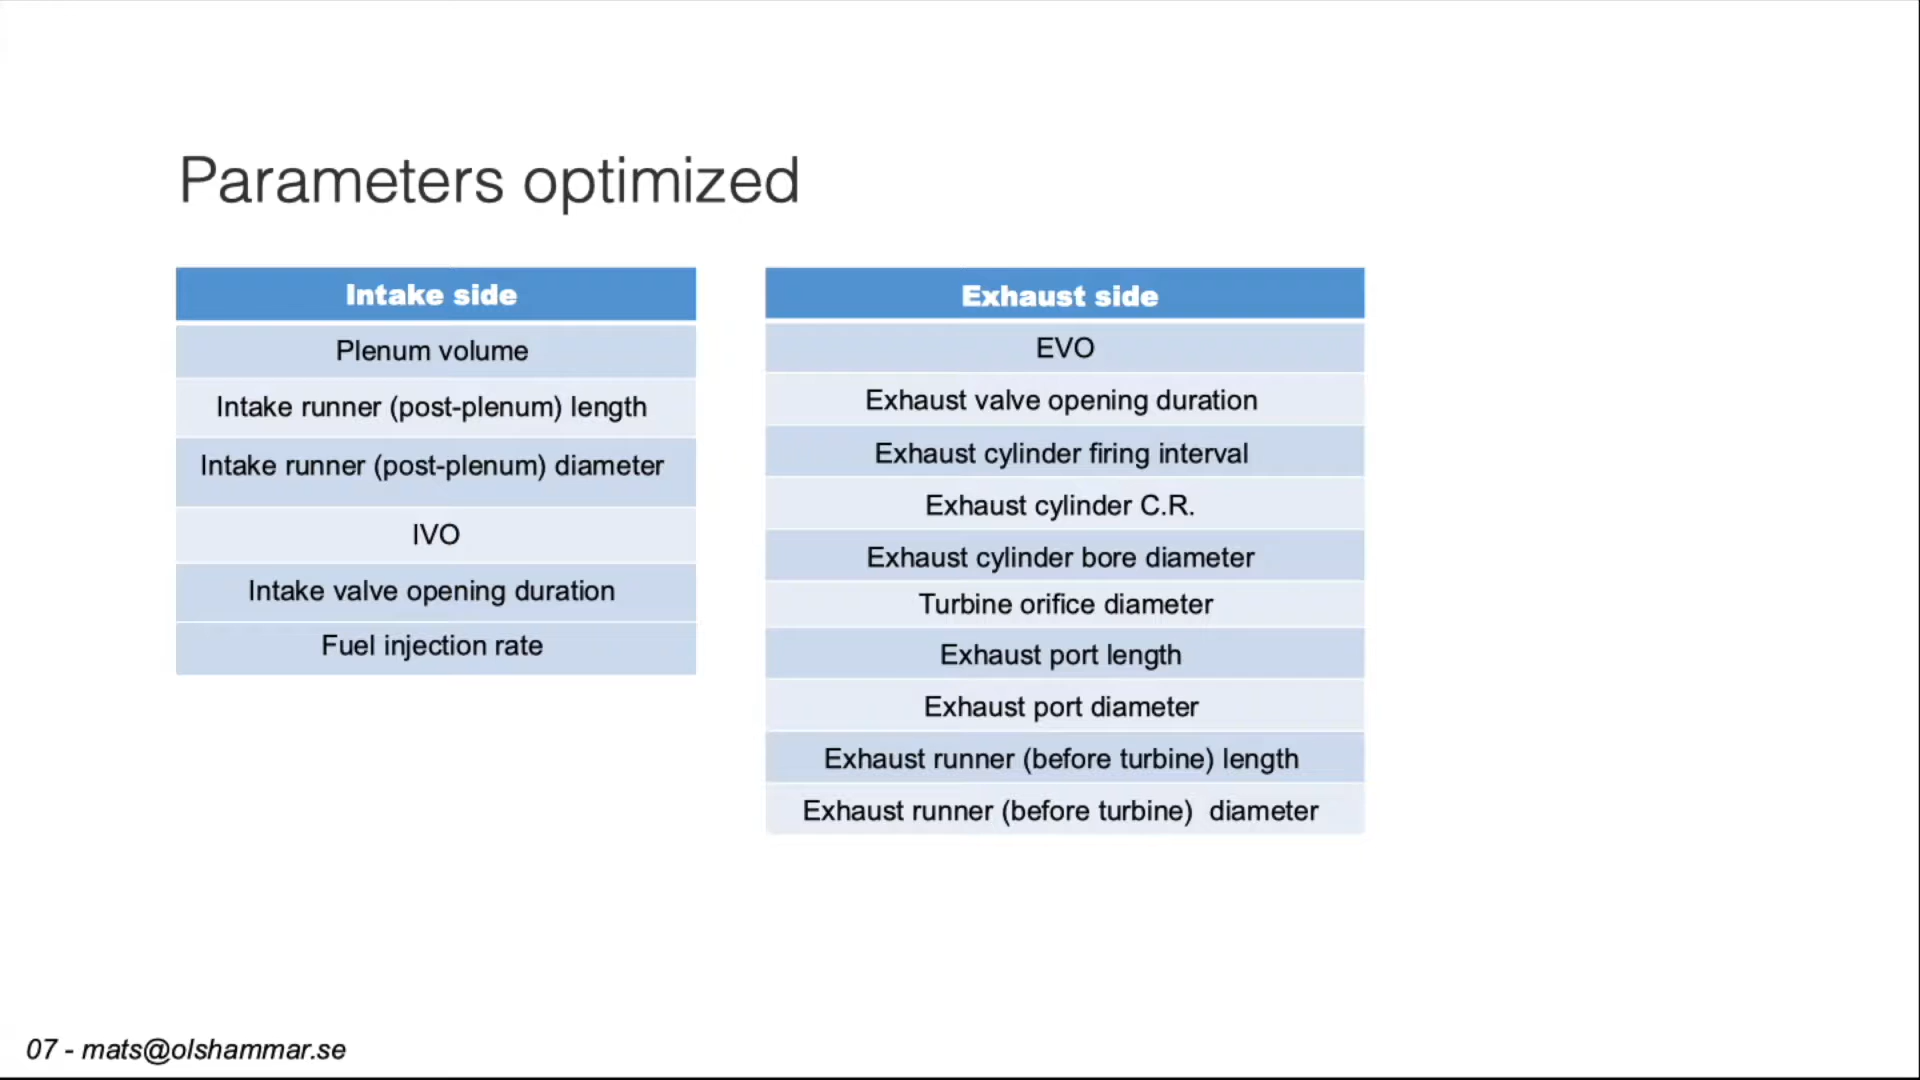 Parameters optimized
Intake side
Plenum volume
Intake runner (post-plenum) length
Intake runner (post-plenum) diameter
IVO
Intake valve opening duration
Fuel injection rate
Exhaust side
EVO
Exhaust valve opening duration
Exhaust cylinder firing interval
Exhaust cylinder C.R.
Exhaust cylinder bore diameter
Turbine orifice diameter
Exhaust port length
Exhaust port diameter
Exhaust runner (before turbine) length
Exhaust runner (before turbine) diameter
07 - mats@olshammar.se